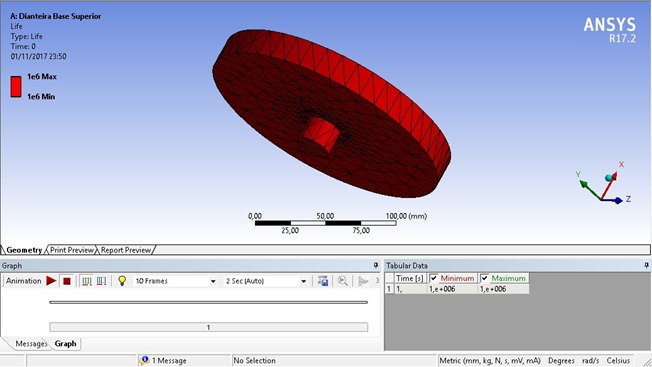 A: Dianteira Base Superior
Life
Type: Life
Time: 0
01/11/2017 23:50
1e6 Max
1e6 Min
ANSYS
R17.2
X
Y
Z
0,00 50,00 100,00 (mm)
25,00 75,00
Geometry Print Preview Report Preview
Graph
Animation 10 Frames 2 Sec (Auto) 3
1
Messages Graph
Tabular Data
Time [s] Minimum Maximum
1 1, 1,e+006 1,e+006
1 Message No Selection Metric (mm, kg, N, s, mV, mA) Degrees rad/s Celsius